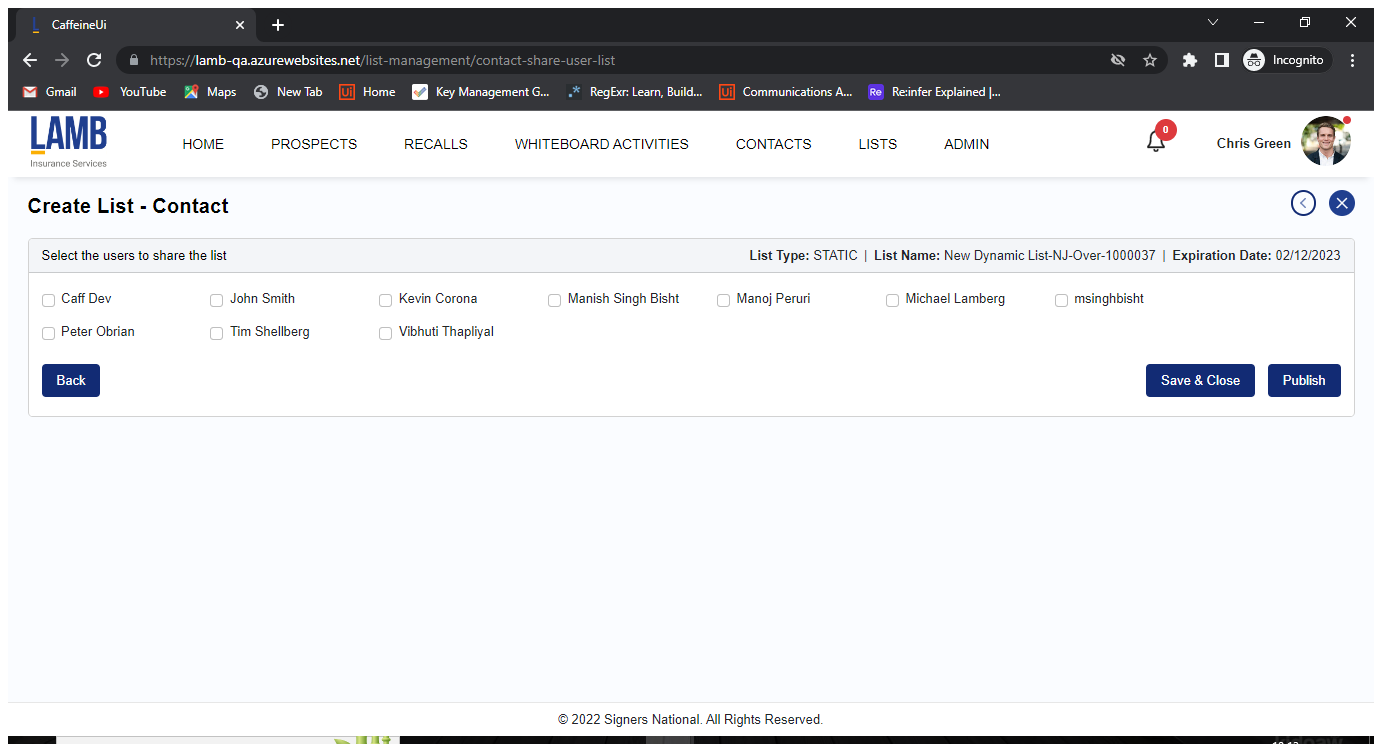 CaffeineUi
https://lamb-qa.azurewebsites.net/list-management/contact-share-user-list
Incognito
Gmail YouTube Maps New Tab Ui Home Key Management G... .* RegExr: Learn, Build... Ui Communications A... Re Re:infer Explained |...
LAMB
Insurance Services
HOME PROSPECTS RECALLS WHITEBOARD ACTIVITIES CONTACTS LISTS ADMIN 0 Chris Green
Create List - Contact
Select the users to share the list List Type: STATIC | List Name: New Dynamic List-NJ-Over-1000037 | Expiration Date: 02/12/2023
Caff Dev John Smith Kevin Corona Manish Singh Bisht Manoj Peruri Michael Lamberg msinghbisht
Peter Obrian Tim Shellberg Vibhuti Thapliyal
Back Save & Close Publish
© 2022 Signers National. All Rights Reserved.